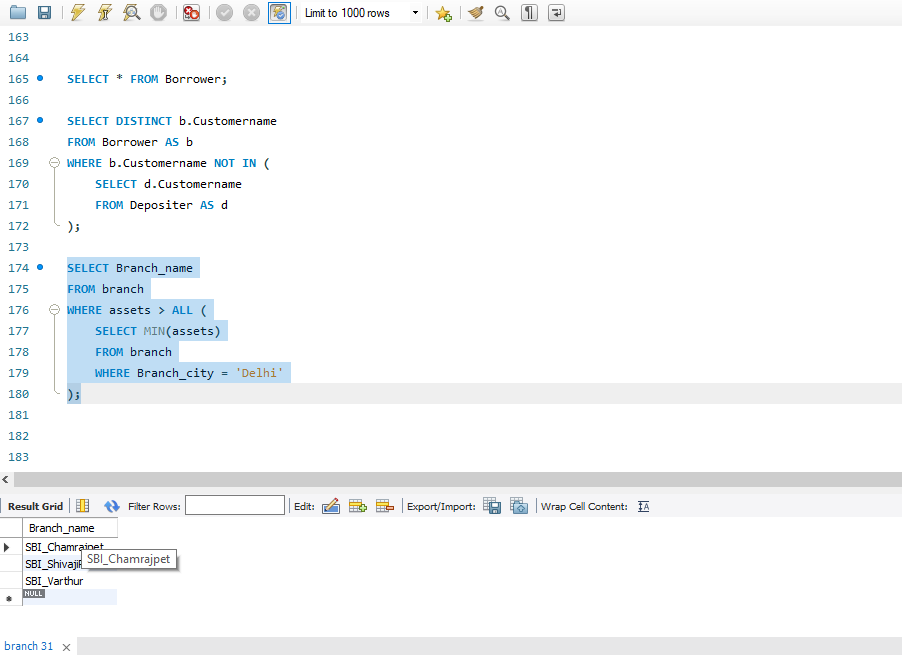 Limit to 1000 rows
163
164
165 SELECT * FROM Borrower;
166
167 SELECT DISTINCT b.Customername
168 FROM Borrower AS b
169 WHERE b.Customername NOT IN (
170 SELECT d.Customername
171 FROM Depositer AS d
172 );
173
174 SELECT Branch_name
175 FROM branch
176 WHERE assets > ALL (
177 SELECT MIN(assets)
178 FROM branch
179 WHERE Branch_city = 'Delhi'
180 );
181
182
183
Result Grid Filter Rows: Edit: Export/Import: Wrap Cell Content:
Branch_name
SBI_Chamrajpet
SBI_Chamrajpet
SBI_Varthur
NULL
branch 31